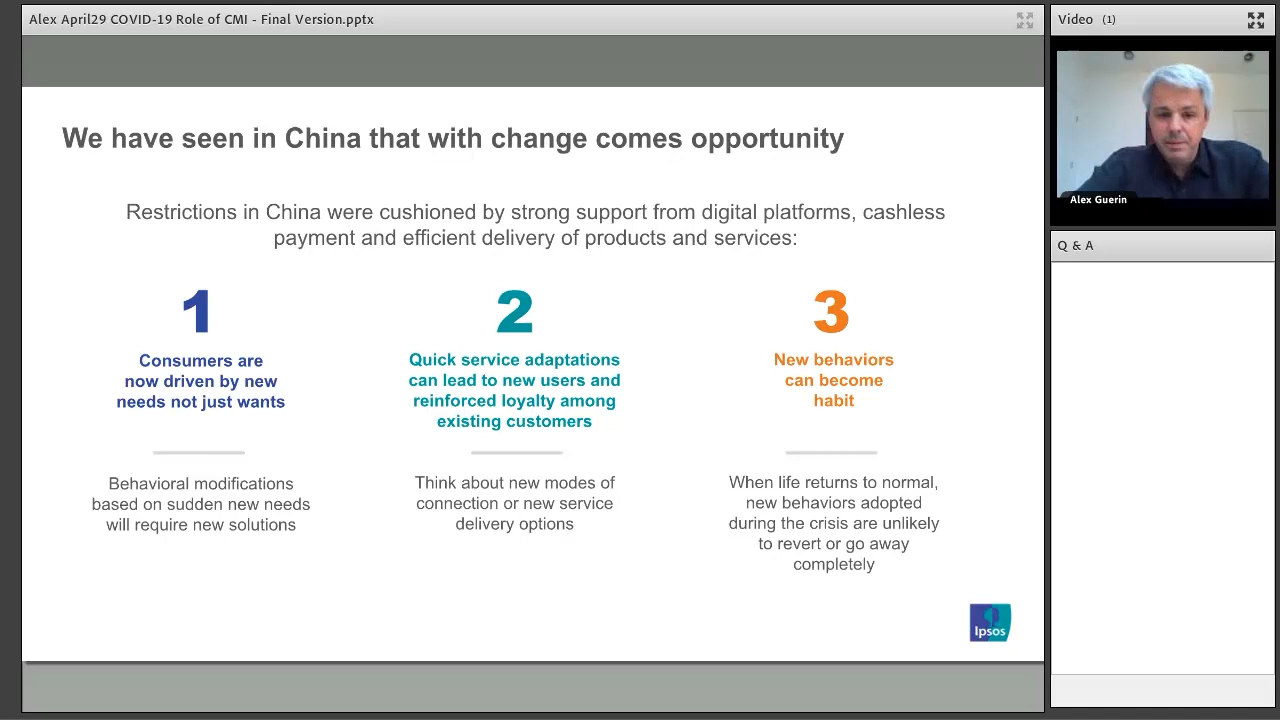 Alex April29 COVID-19 Role of CMI - Final Version.pptx
Video (1)
Alex Guerin
Q & A
We have seen in China that with change comes opportunity
Restrictions in China were cushioned by strong support from digital platforms, cashless
payment and efficient delivery of products and services:
1
Consumers are
now driven by new
needs not just wants
Behavioral modifications
based on sudden new needs
will require new solutions
2
Quick service adaptations
can lead to new users and
reinforced loyalty among
existing customers
Think about new modes of
connection or new service
delivery options
3
New behaviors
can become
habit
When life returns to normal,
new behaviors adopted
during the crisis are unlikely
to revert or go away
completely
Ipsos